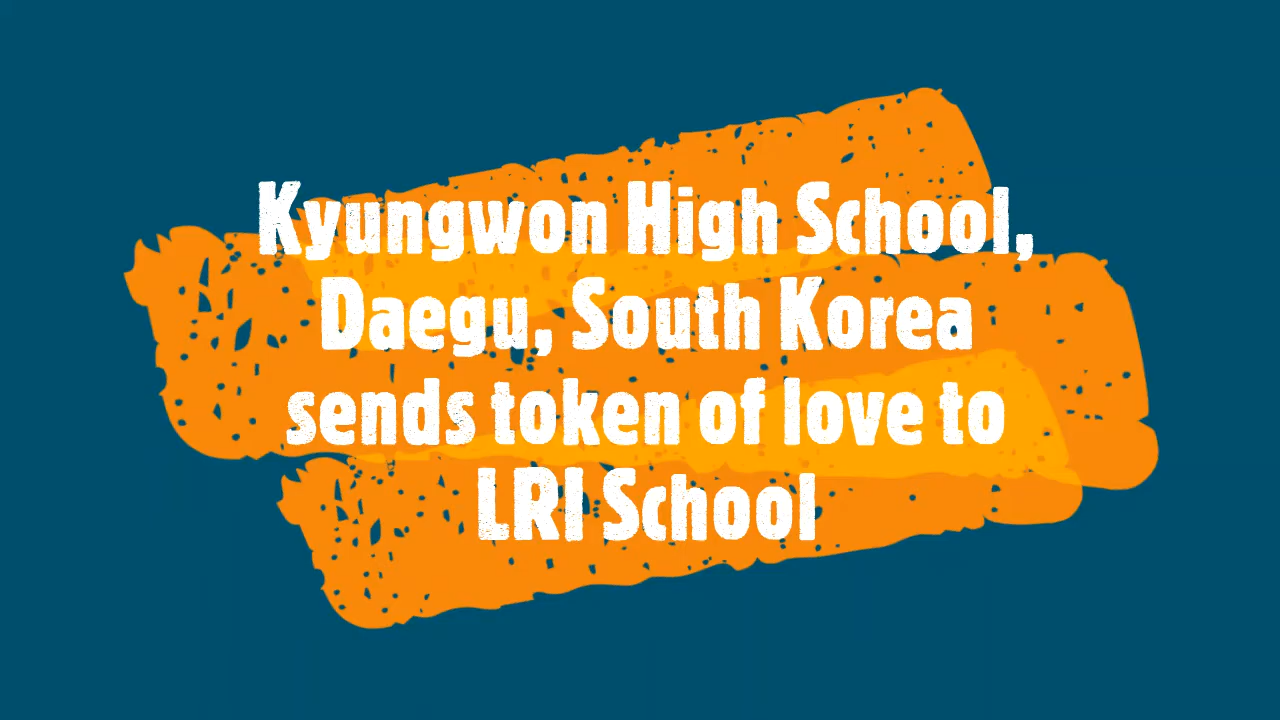 Kyungwon High School,
Daegu, South Korea
sends token of love to
LRI School